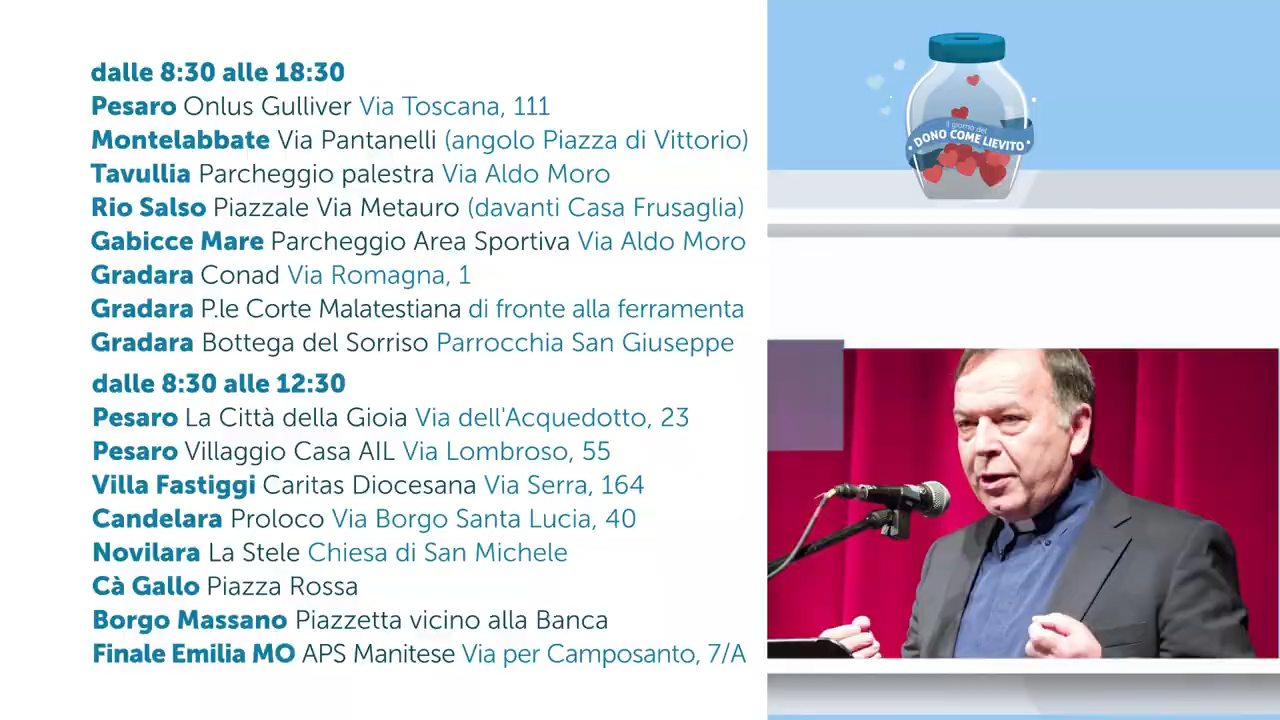 dalle 8:30 alle 18:30
Pesaro Onlus Gulliver Via Toscana, 111
Montelabbate Via Pantanelli (angolo Piazza di Vittorio)
Tavullia Parcheggio palestra Via Aldo Moro
Rio Salso Piazzale Via Metauro (davanti Casa Frusaglia)
Gabicce Mare Parcheggio Area Sportiva Via Aldo Moro
Gradara Conad Via Romagna, 1
Gradara P.le Corte Malatestiana di fronte alla ferramenta
Gradara Bottega del Sorriso Parrocchia San Giuseppe
dalle 8:30 alle 12:30
Pesaro La Città della Gioia Via dell'Acquedotto, 23
Pesaro Villaggio Casa AIL Via Lombroso, 55
Villa Fastiggi Caritas Diocesana Via Serra, 164
Candelara Proloco Via Borgo Santa Lucia, 40
Novilara La Stele Chiesa di San Michele
Cà Gallo Piazza Rossa
Borgo Massano Piazzetta vicino alla Banca
Finale Emilia MO APS Manitese Via per Camposanto, 7/A
il giorno del
DONO COME LIEVITO